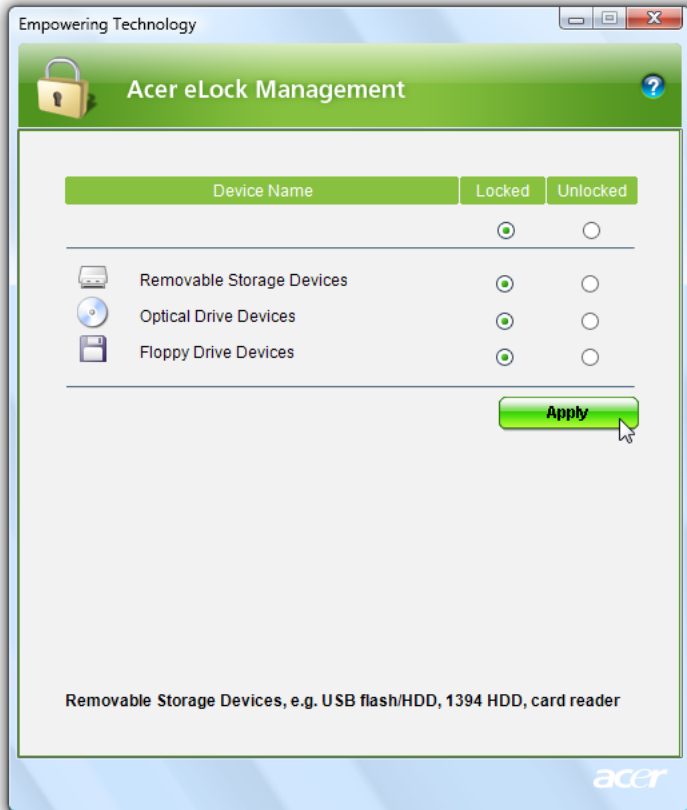 Empowering Technology
Acer eLock Management
?
Device Name Locked Unlocked
Removable Storage Devices
Optical Drive Devices
Floppy Drive Devices
Apply
Removable Storage Devices, e.g. USB flash/HDD, 1394 HDD, card reader
acer